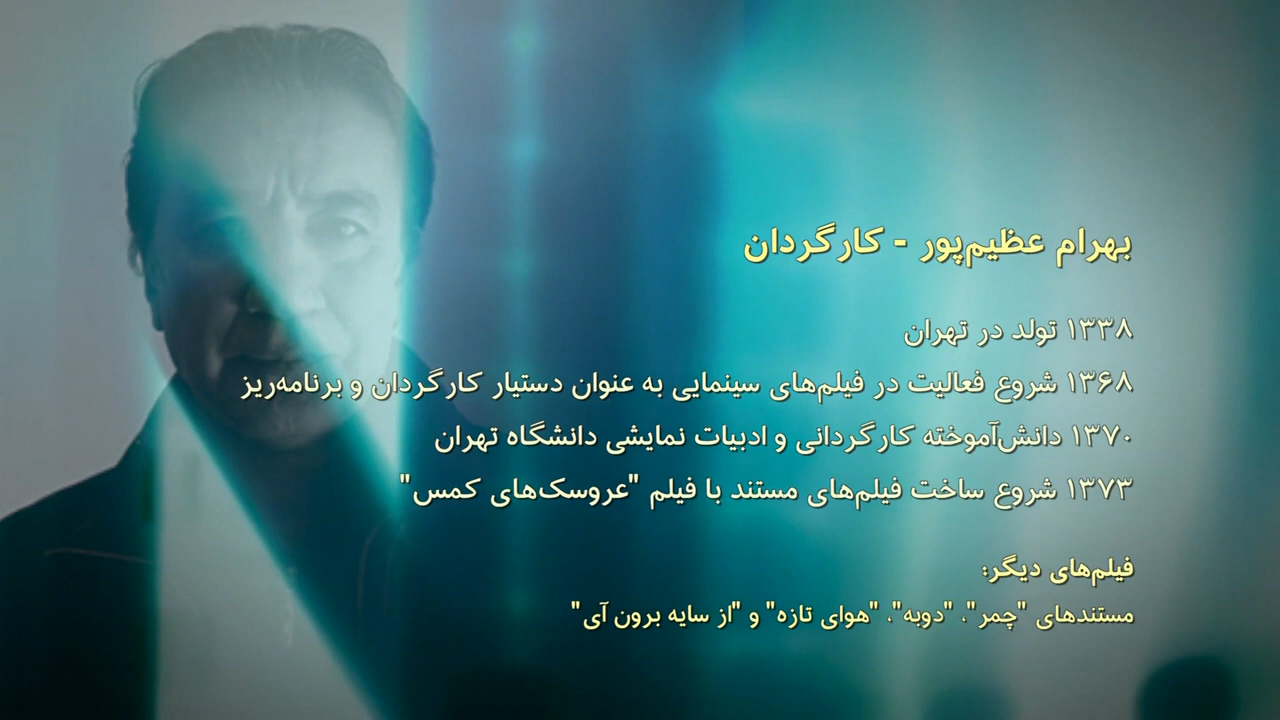 بهرام عظیم‌پور - کارگردان
۱۳۳۸ تولد در تهران
۱۳۶۸ شروع فعالیت در فیلم‌های سینمایی به عنوان دستیار کارگردان و برنامه‌ریز
۱۳۷۰ دانش‌آموخته کارگردانی و ادبیات نمایشی دانشگاه تهران
۱۳۷۳ شروع ساخت فیلم‌های مستند با فیلم "عروسک‌های کمس"
فیلم‌های دیگر:
مستندهای "چمر"، "دوبه"، "هوای تازه" و "از سایه برون آی"